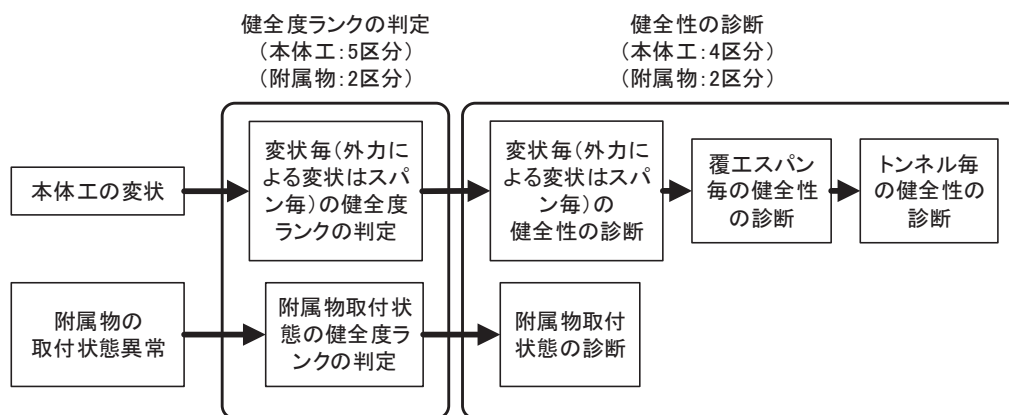 健全度ランクの判定
（本体工：5区分）
（附属物：2区分）
健全性の診断
（本体工：4区分）
（附属物：2区分）
本体工の変状
変状毎（外力に
よる変状はスパ
ン毎）の健全度
ランクの判定
変状毎（外力に
よる変状はスパ
ン毎）の
健全性の診断
覆工スパン
毎の健全性
の診断
トンネル毎
の健全性の
診断
附属物の
取付状態異常
附属物取付状
態の健全度ラ
ンクの判定
附属物取付
状態の診断